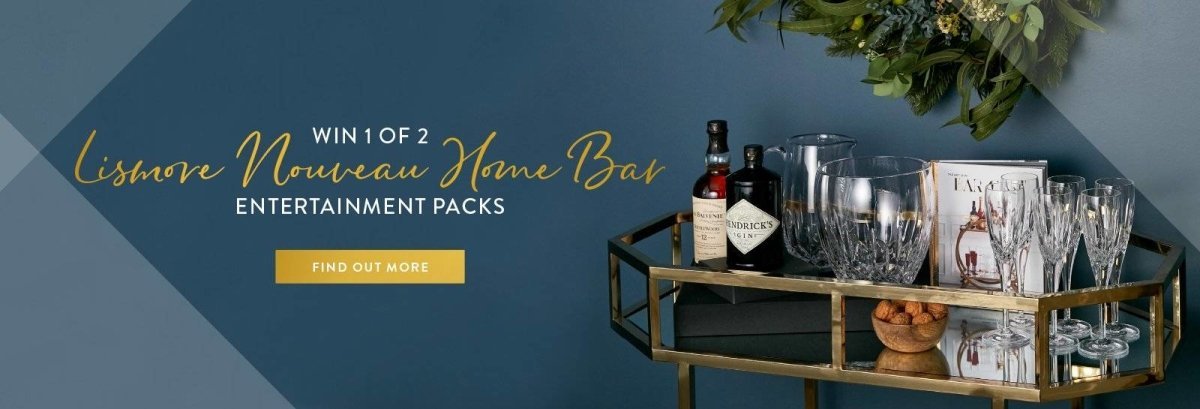 WIN 1 OF 2
Lismore Nouveau Home Bar
ENTERTAINMENT PACKS
FIND OUT MORE
HENDRICK'S
GIN
12